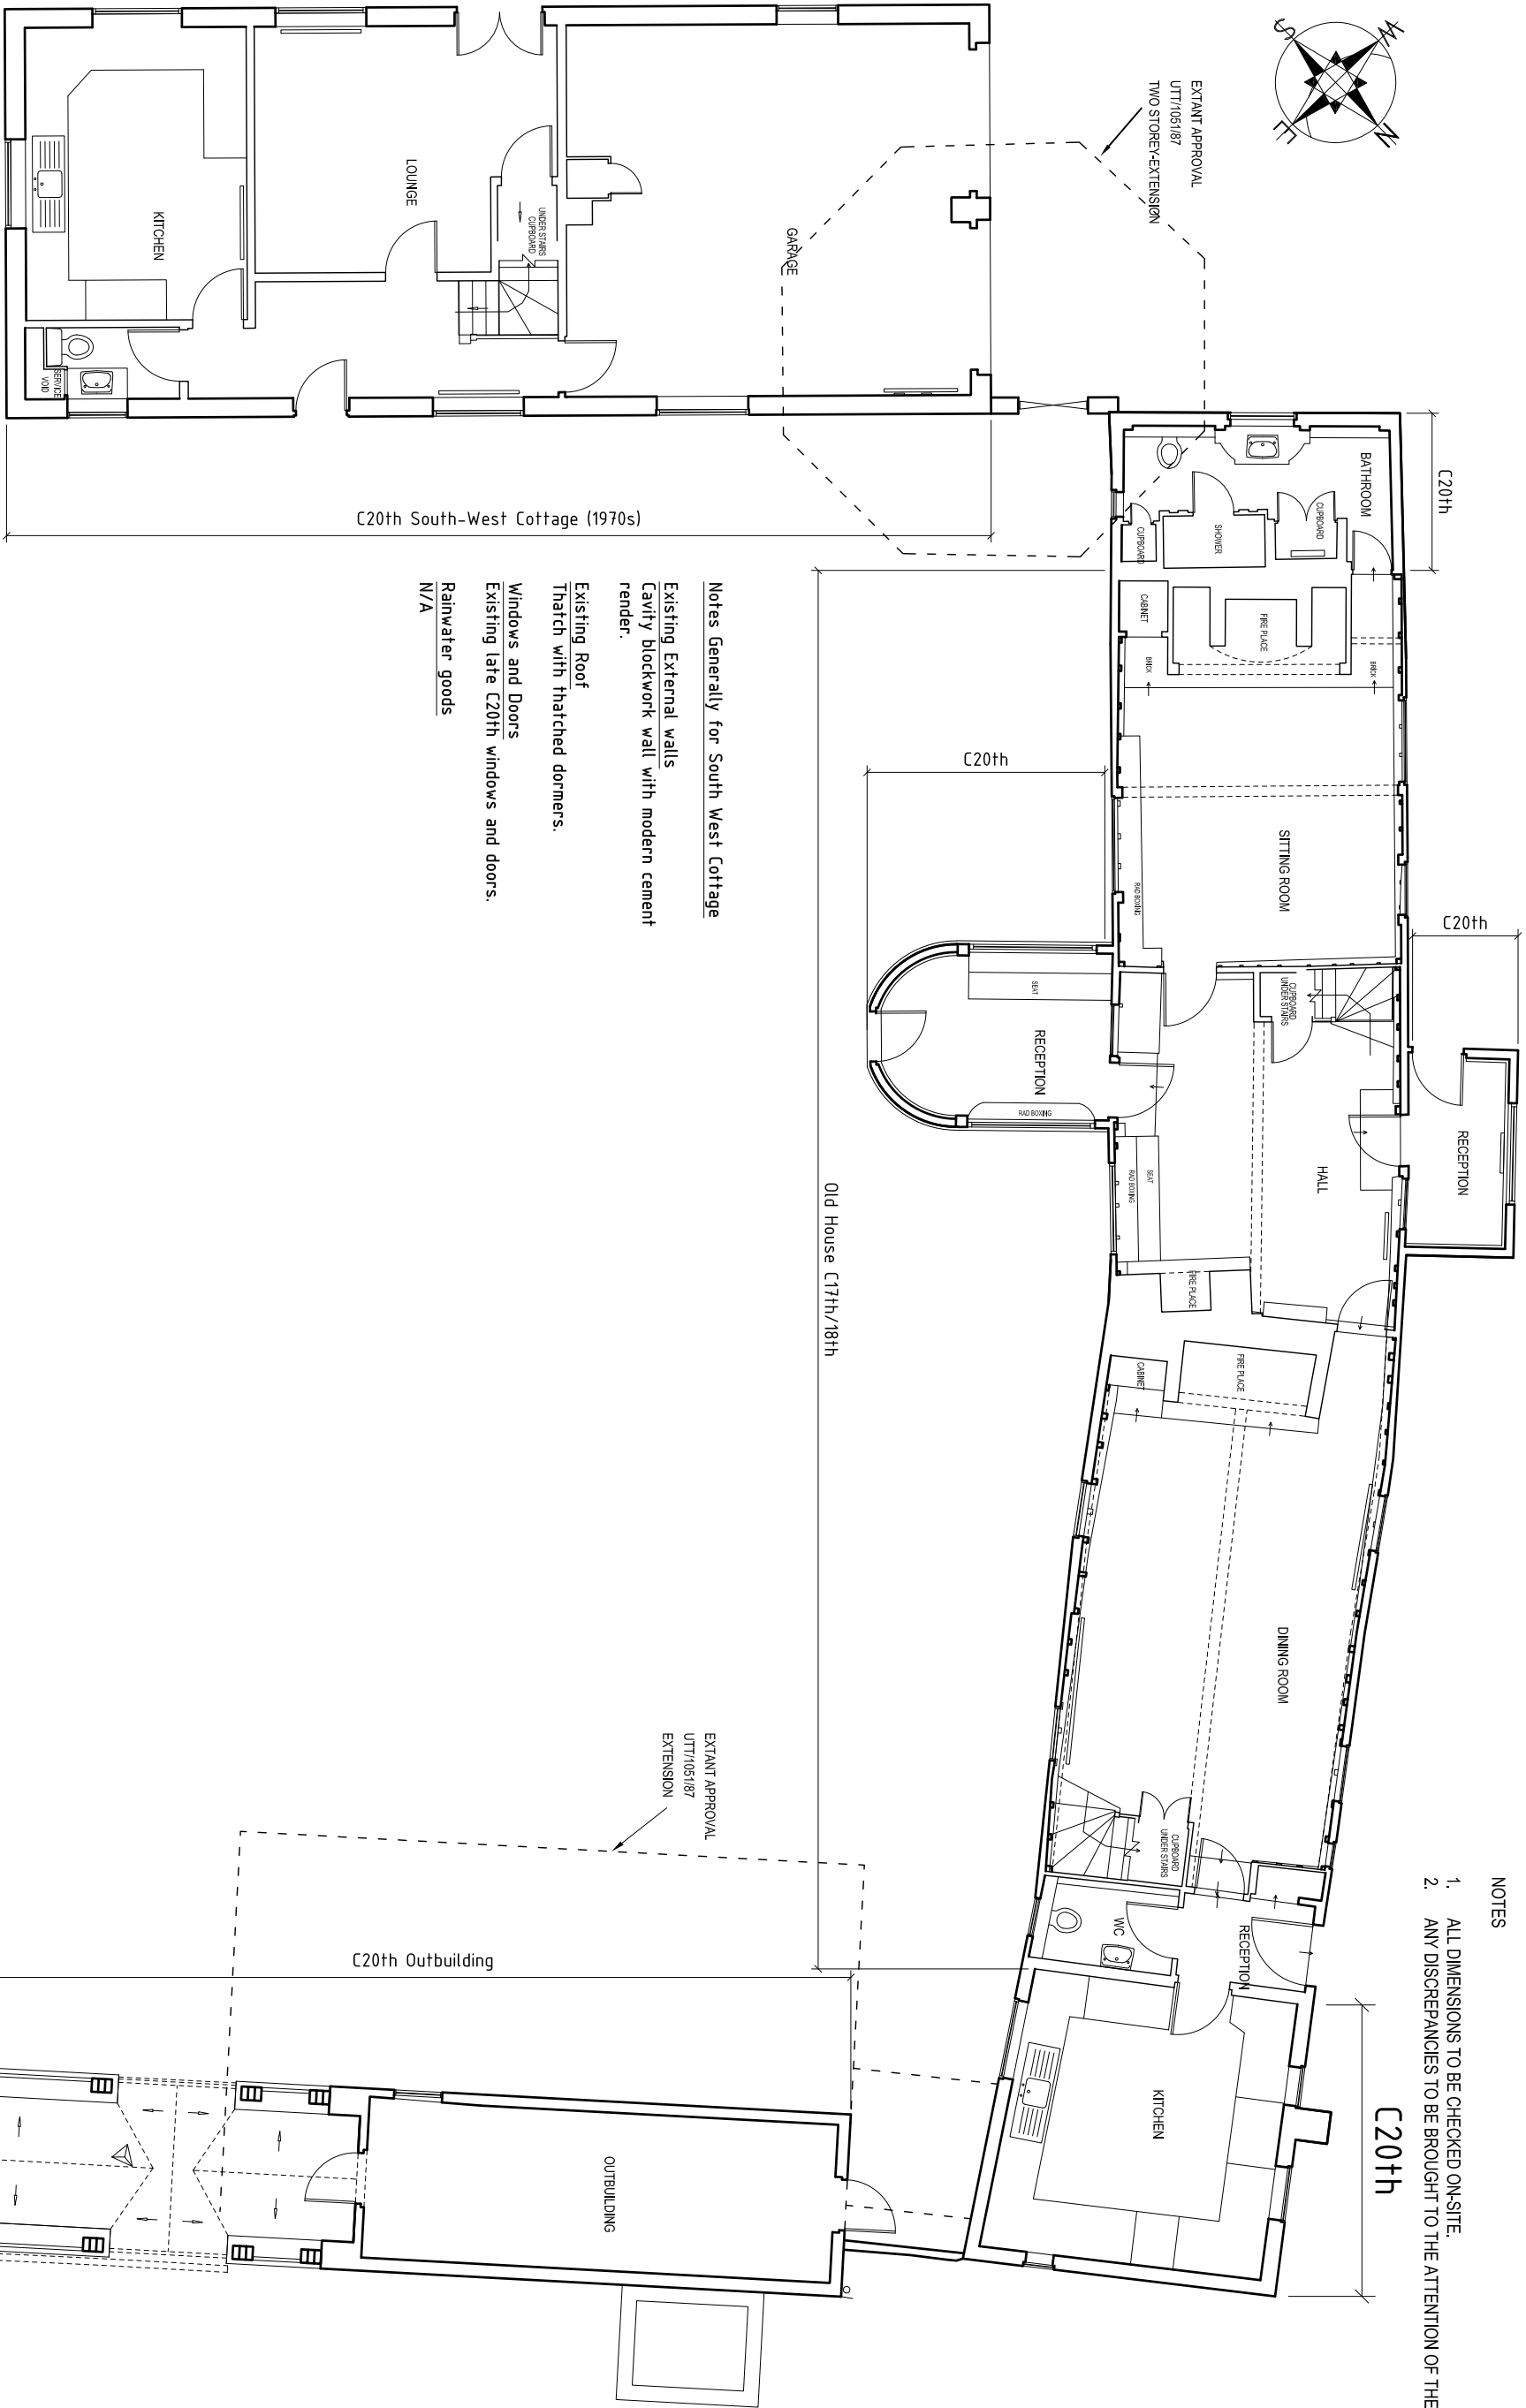 NOTES
1. ALL DIMENSIONS TO BE CHECKED ON-SITE.
2. ANY DISCREPANCIES TO BE BROUGHT TO THE ATTENTION OF THE
W
N
S
E
EXTANT APPROVAL
UTT/1051/87
TWO STOREY-EXTENSION
C20th
BATHROOM
CUPBOARD
SHOWER
CUPBOARD
CABINET
FIRE PLACE
BRICK
BRICK
SITTING ROOM
RAD BOXING
C20th
RECEPTION
CUPBOARD
UNDER STAIRS
HALL
SEAT
RAD BOXING
FIRE PLACE
C20th
SEAT
RECEPTION
RAD BOXING
Old House C17th/18th
FIRE PLACE
CABINET
DINING ROOM
CUPBOARD
UNDER STAIRS
WC
RECEPTION
KITCHEN
C20th
GARAGE
UNDER STAIRS
CUPBOARD
LOUNGE
KITCHEN
SERVICE
VOID
C20th South-West Cottage (1970s)
Notes Generally for South West Cottage
Existing External walls
Cavity blockwork wall with modern cement
render.
Existing Roof
Thatch with thatched dormers.
Windows and Doors
Existing late C20th windows and doors.
Rainwater goods
N/A
EXTANT APPROVAL
UTT/1051/87
EXTENSION
C20th Outbuilding
OUTBUILDING